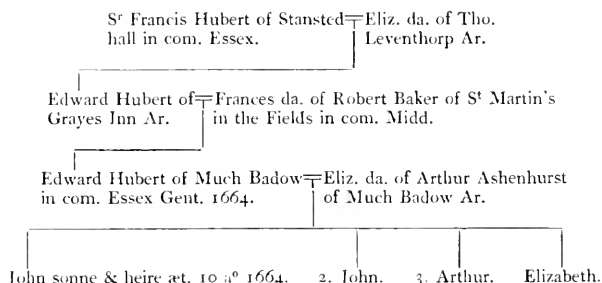 Sʳ Francis Hubert of Stansted Eliz. da. of Tho.
hall in com. Essex. Leventhorp Ar.
Edward Hubert of Frances da. of Robert Baker of Sᵗ Martin's
Grayes Inn Ar. in the Fields in com. Midd.
Edward Hubert of Much Badow Eliz. da. of Arthur Ashenhurst
in com. Essex Gent. 1664. of Much Badow Ar.
John sonne & heire æt. 10 aº 1664. 2. John. 3. Arthur. Elizabeth.